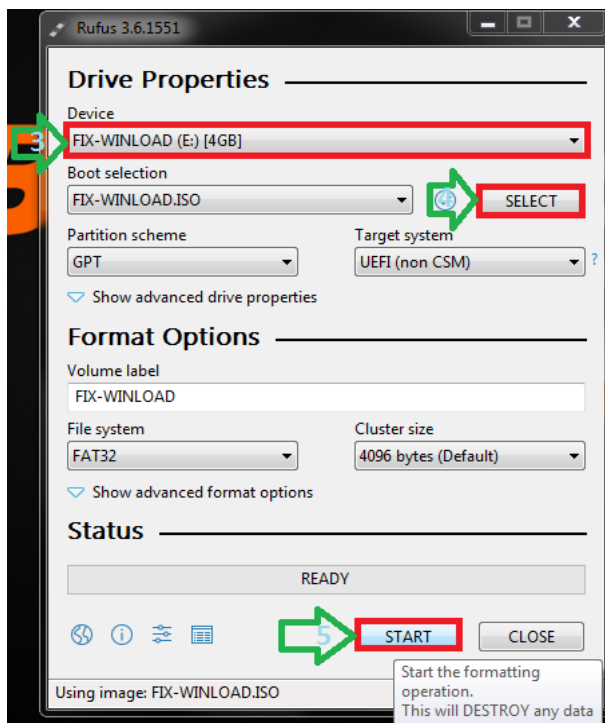 Rufus 3.6.1551
Drive Properties
Device
3
FIX-WINLOAD (E:) [4GB]
Boot selection
FIX-WINLOAD.ISO
4
SELECT
Partition scheme Target system
GPT UEFI (non CSM) ?
Show advanced drive properties
Format Options
Volume label
FIX-WINLOAD
File system Cluster size
FAT32 4096 bytes (Default)
Show advanced format options
Status
READY
5 START CLOSE
Start the formatting
operation.
This will DESTROY any data
Using image: FIX-WINLOAD.ISO